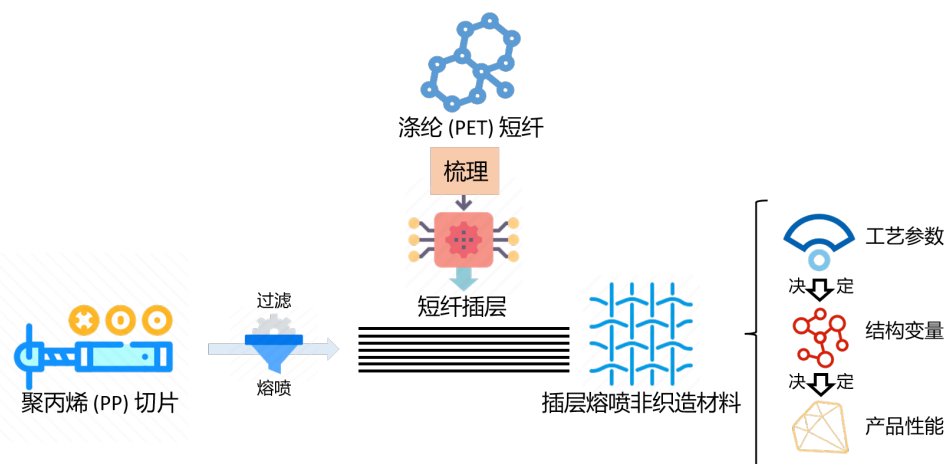 涤纶 (PET) 短纤
梳理
短纤插层
过滤
熔喷
聚丙烯 (PP) 切片
插层熔喷非织造材料
工艺参数
决 定
结构变量
决 定
产品性能